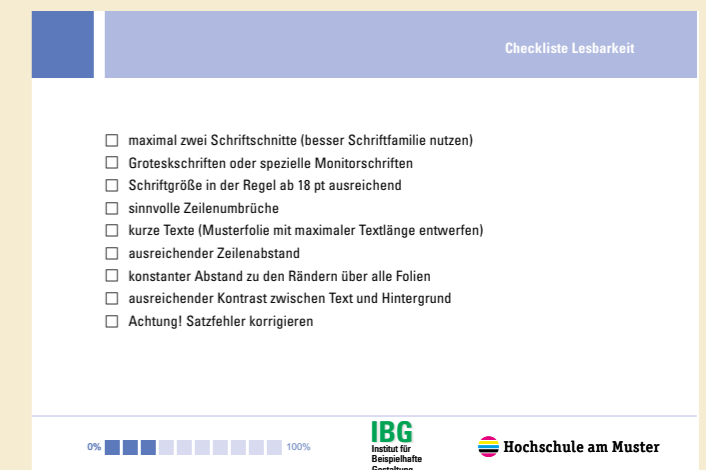 Checkliste Lesbarkeit
☐ maximal zwei Schriftschnitte (besser Schriftfamilie nutzen)
☐ Groteskschriften oder spezielle Monitorschriften
☐ Schriftgröße in der Regel ab 18 pt ausreichend
☐ sinnvolle Zeilenumbrüche
☐ kurze Texte (Musterfolie mit maximaler Textlänge entwerfen)
☐ ausreichender Zeilenabstand
☐ konstanter Abstand zu den Rändern über alle Folien
☐ ausreichender Kontrast zwischen Text und Hintergrund
☐ Achtung! Satzfehler korrigieren
0% 100%
IBG
Institut für
Beispielhafte
Gestaltung
Hochschule am Muster